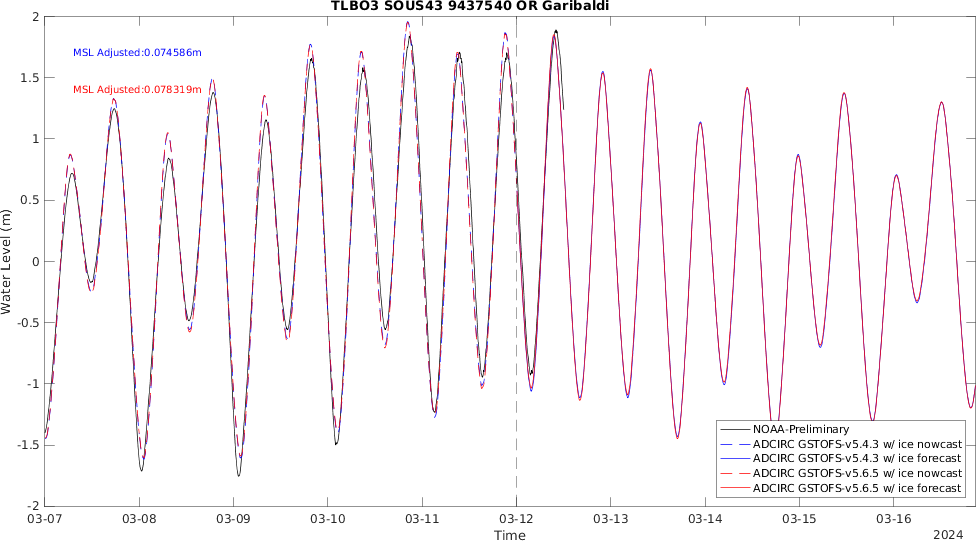 TLBO3 SOUS43 9437540 OR Garibaldi
MSL Adjusted:0.074586m
MSL Adjusted:0.078319m
Water Level (m)
2
1.5
1
0.5
0
-0.5
-1
-1.5
-2
NOAA-Preliminary
ADCIRC GSTOFS-v5.4.3 w/ ice nowcast
ADCIRC GSTOFS-v5.4.3 w/ ice forecast
ADCIRC GSTOFS-v5.6.5 w/ ice nowcast
ADCIRC GSTOFS-v5.6.5 w/ ice forecast
03-07 03-08 03-09 03-10 03-11 03-12 03-13 03-14 03-15 03-16
Time
2024